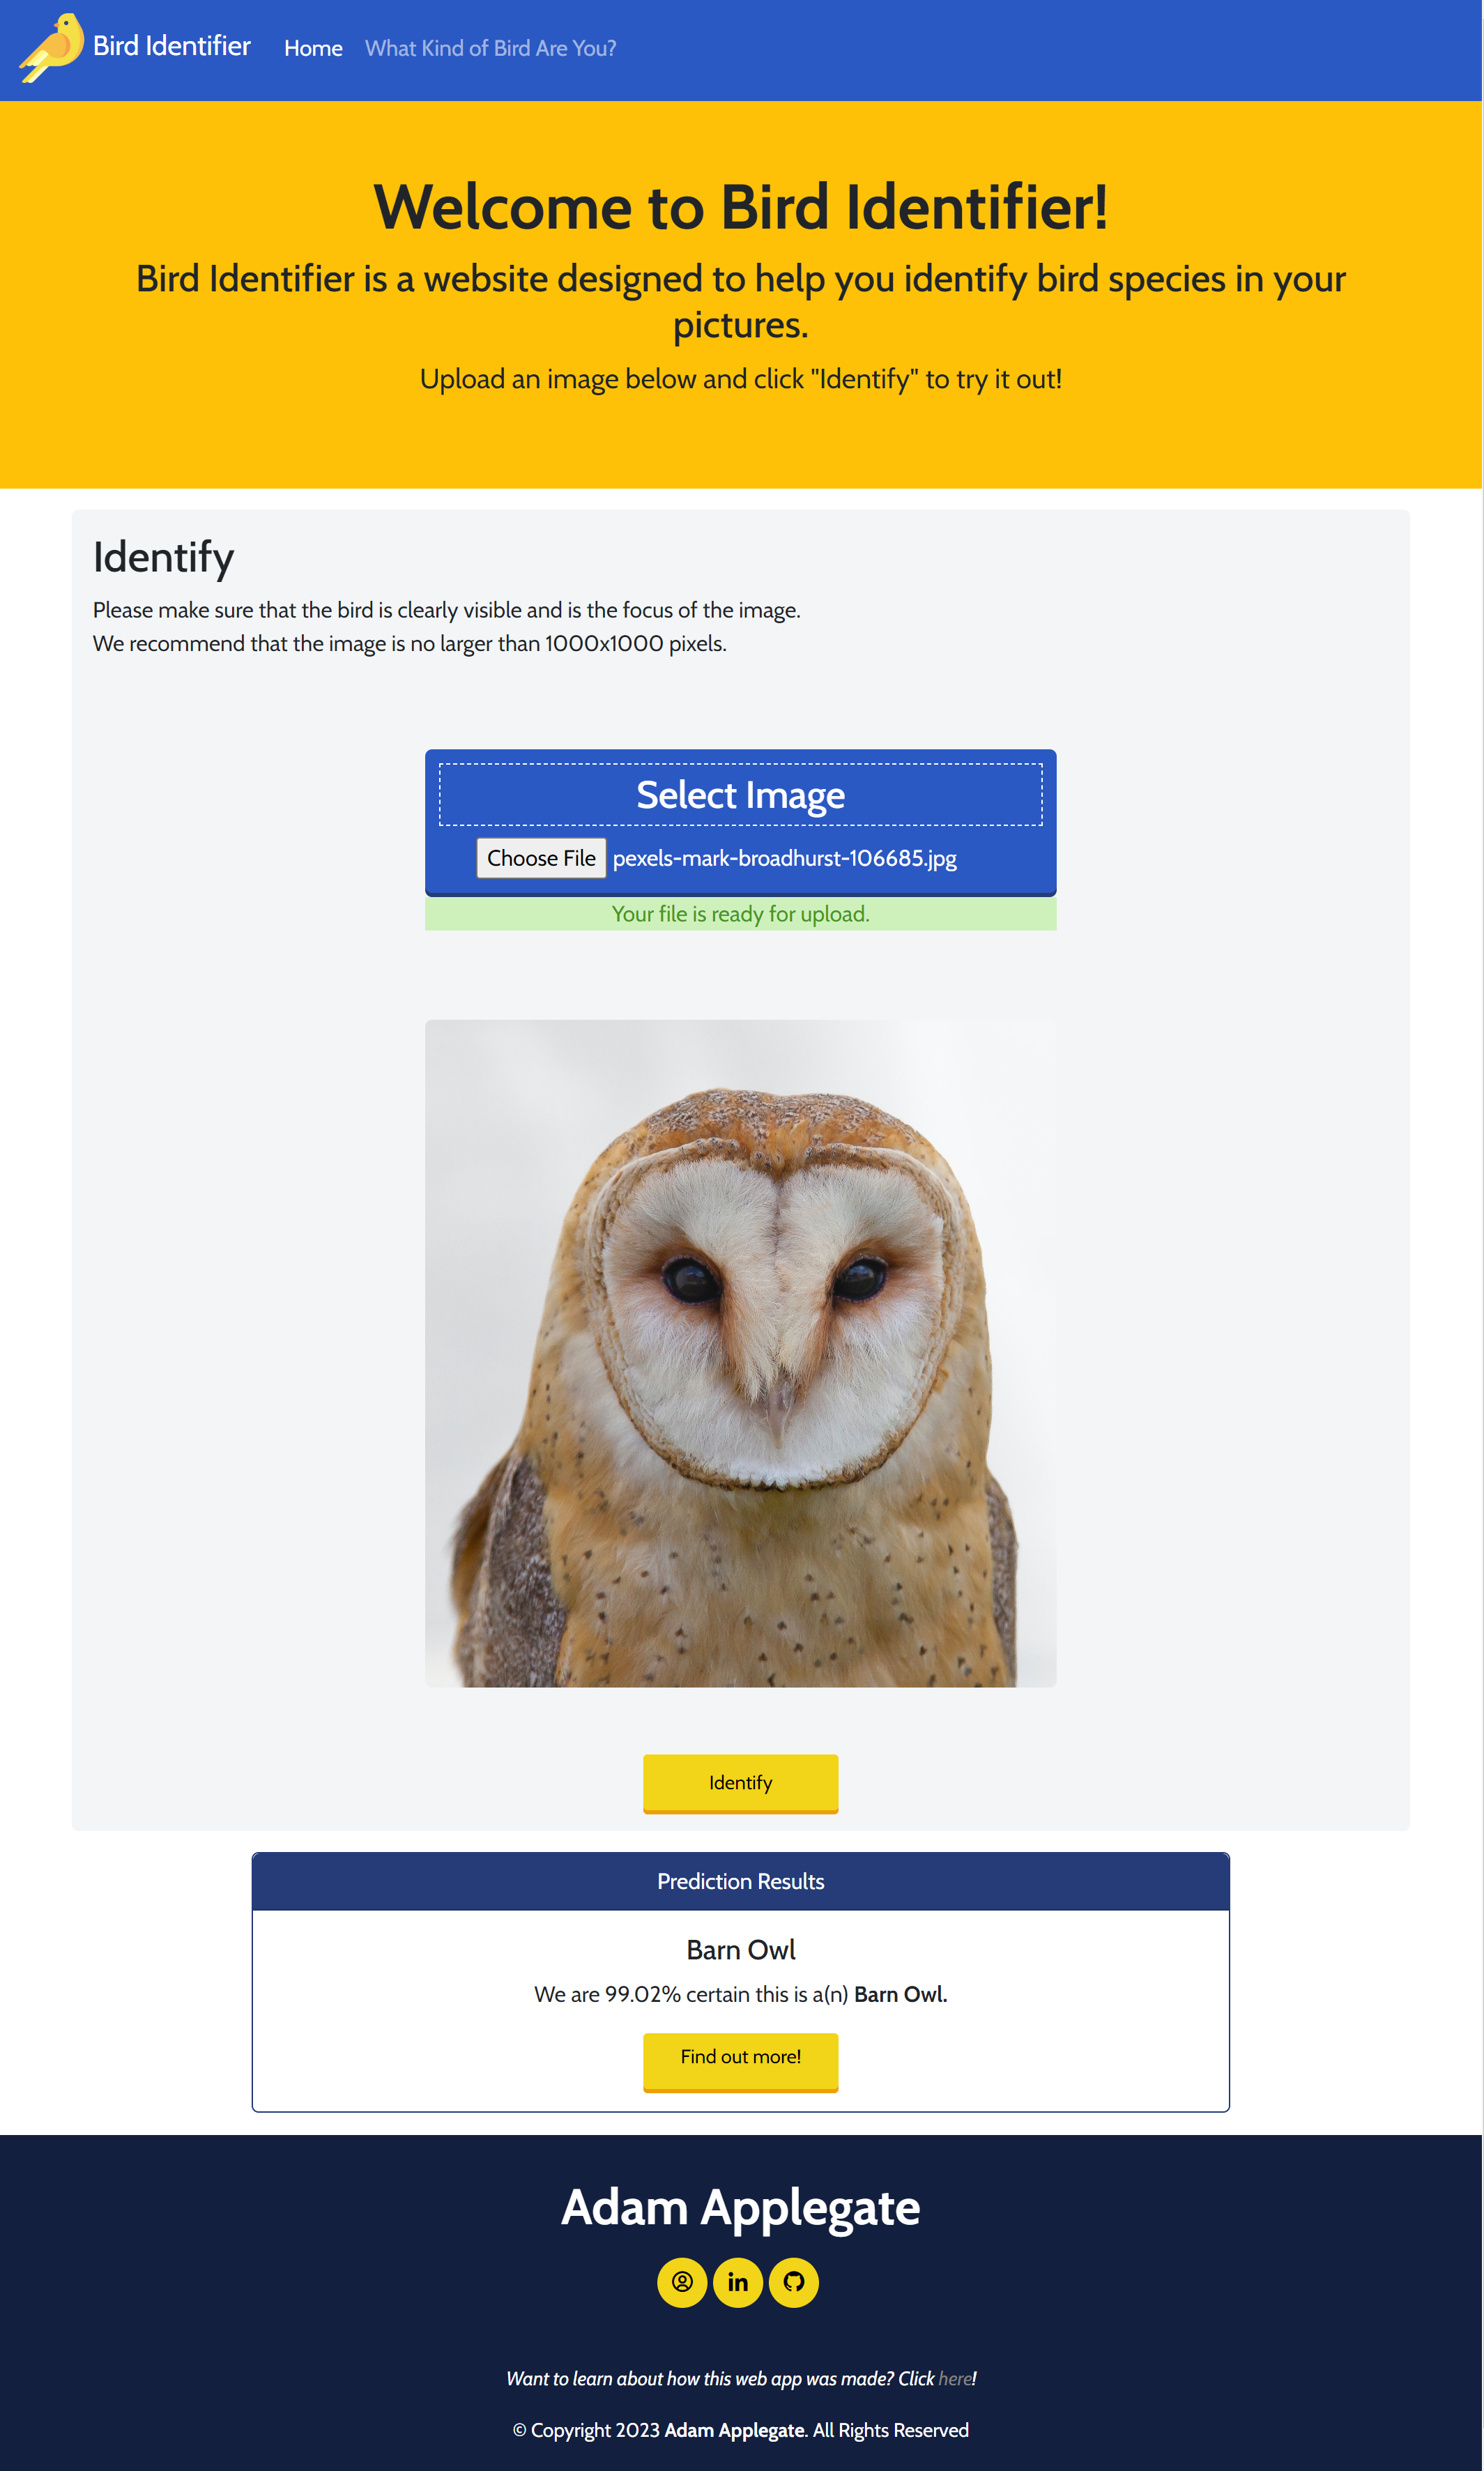 Bird Identifier Home What Kind of Bird Are You?
Welcome to Bird Identifier!
Bird Identifier is a website designed to help you identify bird species in your
pictures.
Upload an image below and click "Identify" to try it out!
Identify
Please make sure that the bird is clearly visible and is the focus of the image.
We recommend that the image is no larger than 1000x1000 pixels.
Select Image
Choose File pexels-mark-broadhurst-106685.jpg
Your file is ready for upload.
Identify
Prediction Results
Barn Owl
We are 99.02% certain this is a(n) Barn Owl.
Find out more!
Adam Applegate
in
Want to learn about how this web app was made? Click here!
© Copyright 2023 Adam Applegate. All Rights Reserved